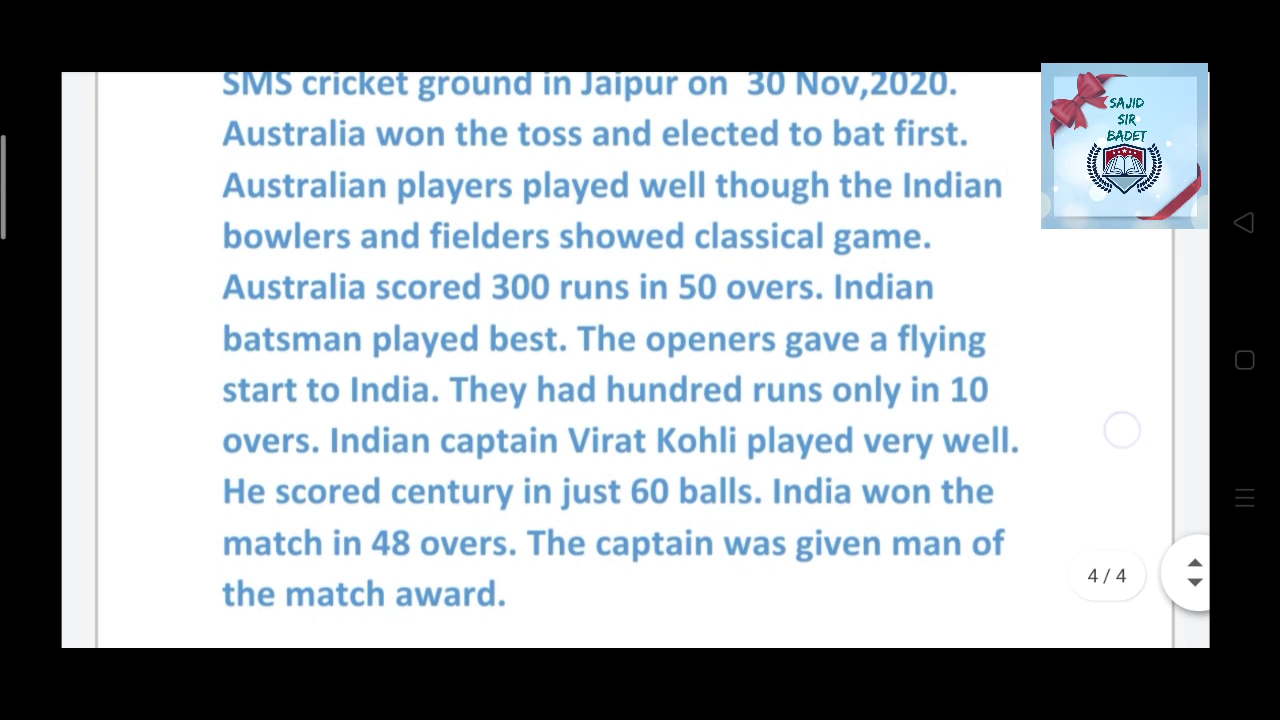 SMS cricket ground in Jaipur on 30 Nov,2020.
Australia won the toss and elected to bat first.
Australian players played well though the Indian
bowlers and fielders showed classical game.
Australia scored 300 runs in 50 overs. Indian
batsman played best. The openers gave a flying
start to India. They had hundred runs only in 10
overs. Indian captain Virat Kohli played very well.
He scored century in just 60 balls. India won the
match in 48 overs. The captain was given man of
the match award.
SAJID
SIR
BADET
4 / 4